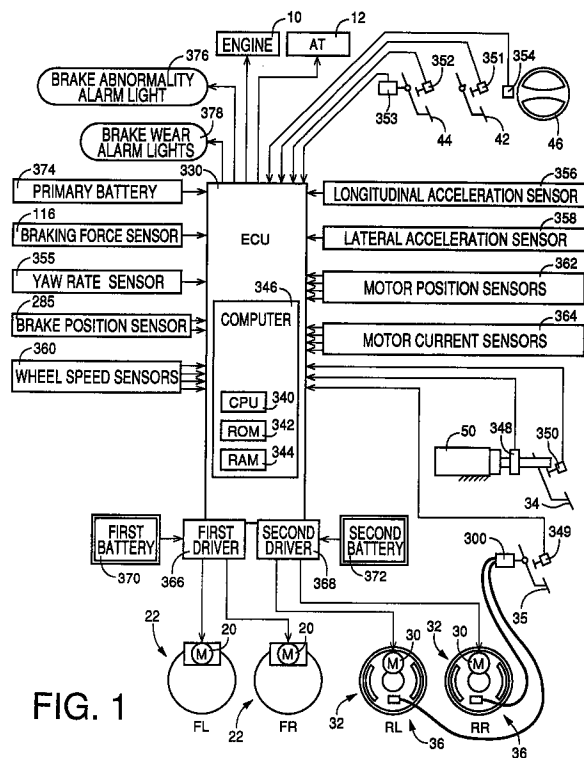 10
12
376
ENGINE
AT
BRAKE ABNORMALITY
ALARM LIGHT
352
351
354
378
353
44
42
46
BRAKE WEAR
ALARM LIGHTS
330
374
356
PRIMARY BATTERY
LONGITUDINAL ACCELERATION SENSOR
116
ECU
358
BRAKING FORCE SENSOR
LATERAL ACCELERATION SENSOR
355
362
YAW RATE SENSOR
346
MOTOR POSITION SENSORS
285
COMPUTER
364
BRAKE POSITION SENSOR
MOTOR CURRENT SENSORS
360
WHEEL SPEED SENSORS
CPU
340
ROM
342
RAM
344
50
348
350
34
FIRST
BATTERY
FIRST
DRIVER
SECOND
DRIVER
SECOND
BATTERY
300
349
370
366
368
372
35
22
20
20
30
32
30
M
M
M
M
FIG. 1
22
32
FL
FR
RL
36
RR
36